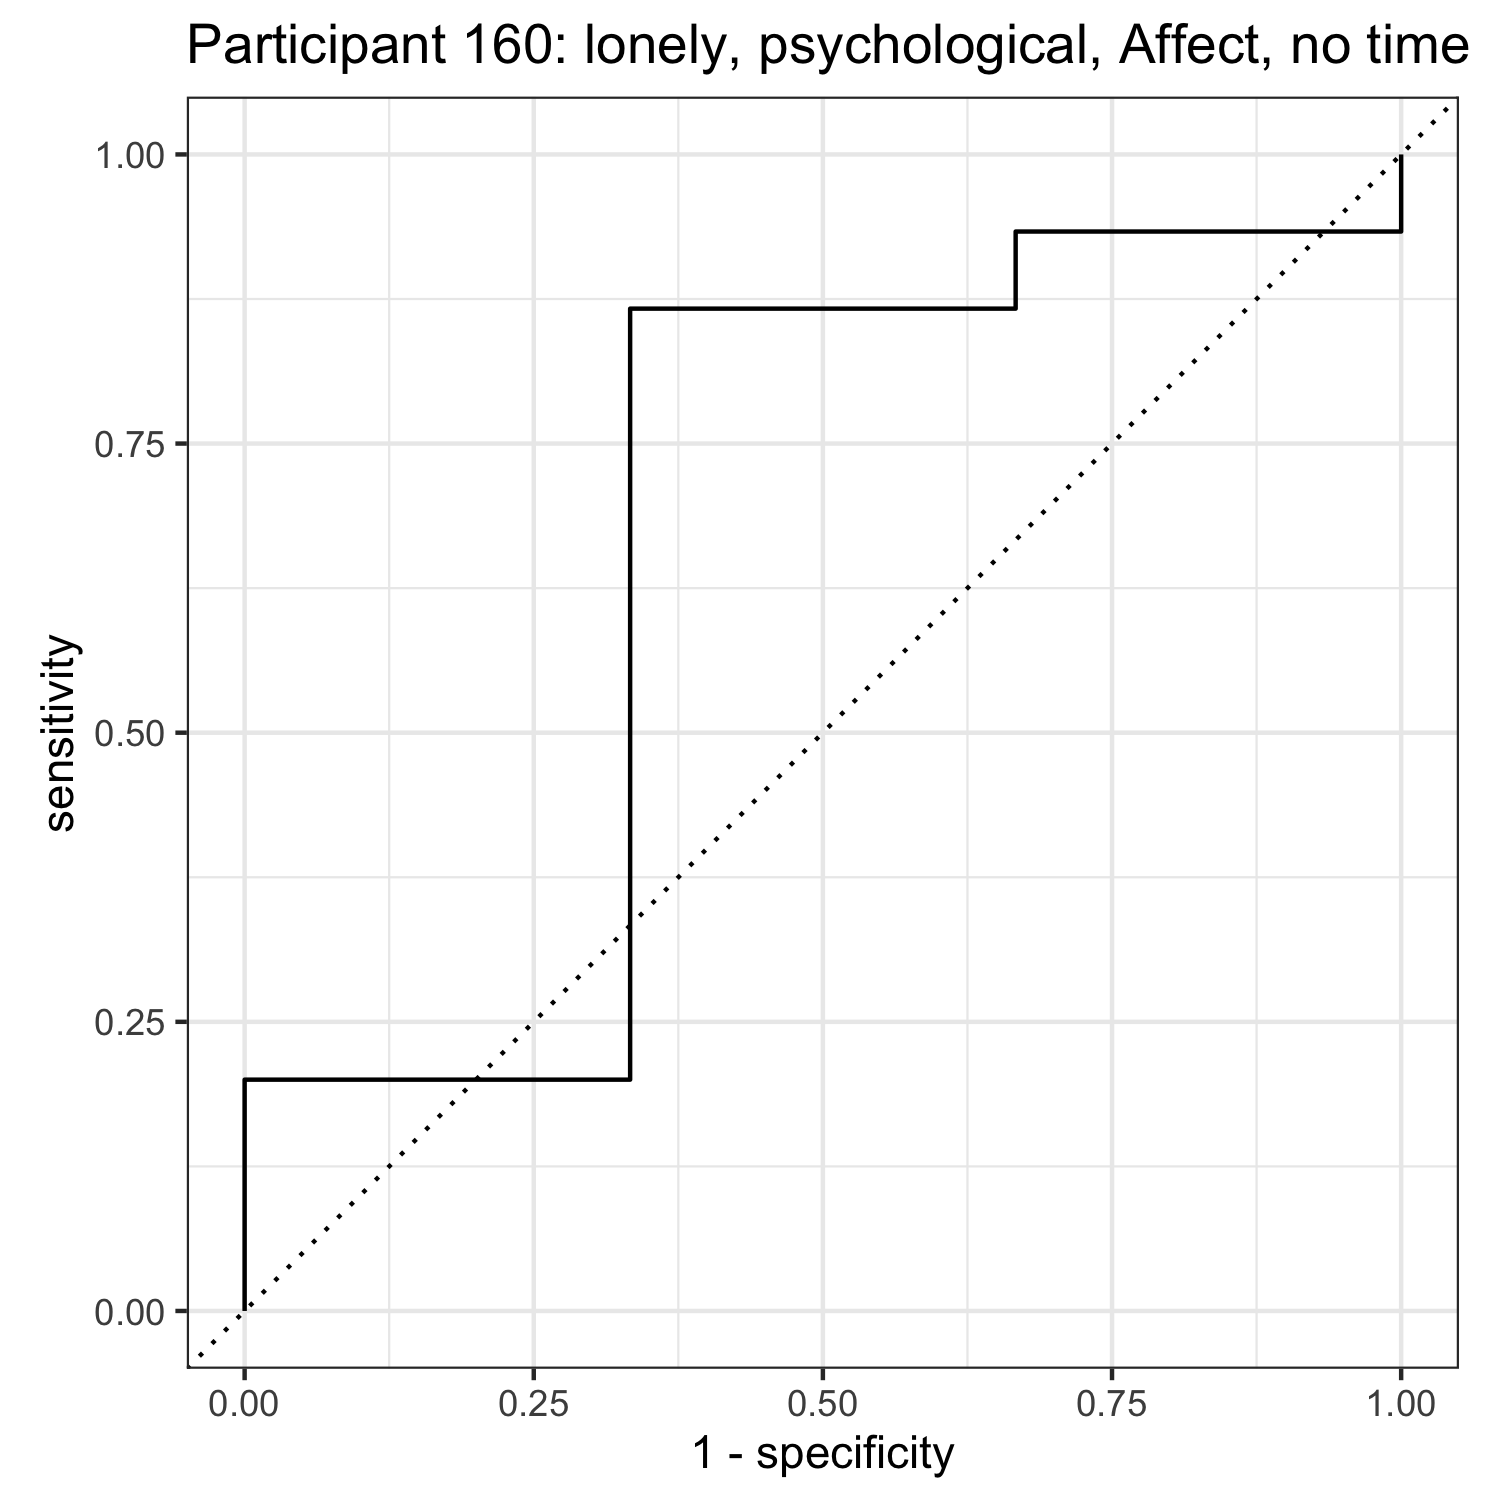 Participant 160: lonely, psychological, Affect, no time
1.00
0.75
0.50
0.25
0.00
sensitivity
0.00 0.25 0.50 0.75 1.00
1 - specificity